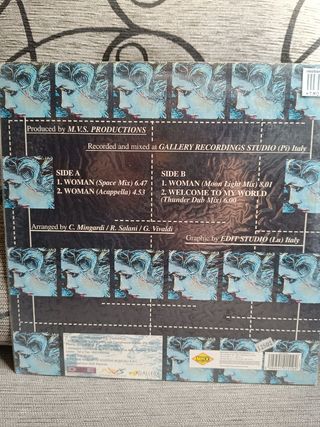 Produced by M.V.S. PRODUCTIONS
Recorded and mixed at GALLERY RECORDINGS STUDIO (Pi) Italy
SIDE A
1. WOMAN (Space Mix) 6.47
2. WOMAN (Acappella) 4.53
SIDE B
1. WOMAN (Moon Light Mix) 8.01
2. WELCOME TO MY WORLD
(Thunder Dub Mix) 6.00
Arranged by C. Mingardi / R. Salani / G. Vivaldi
Graphic by EDIT STUDIO (Lu) Italy